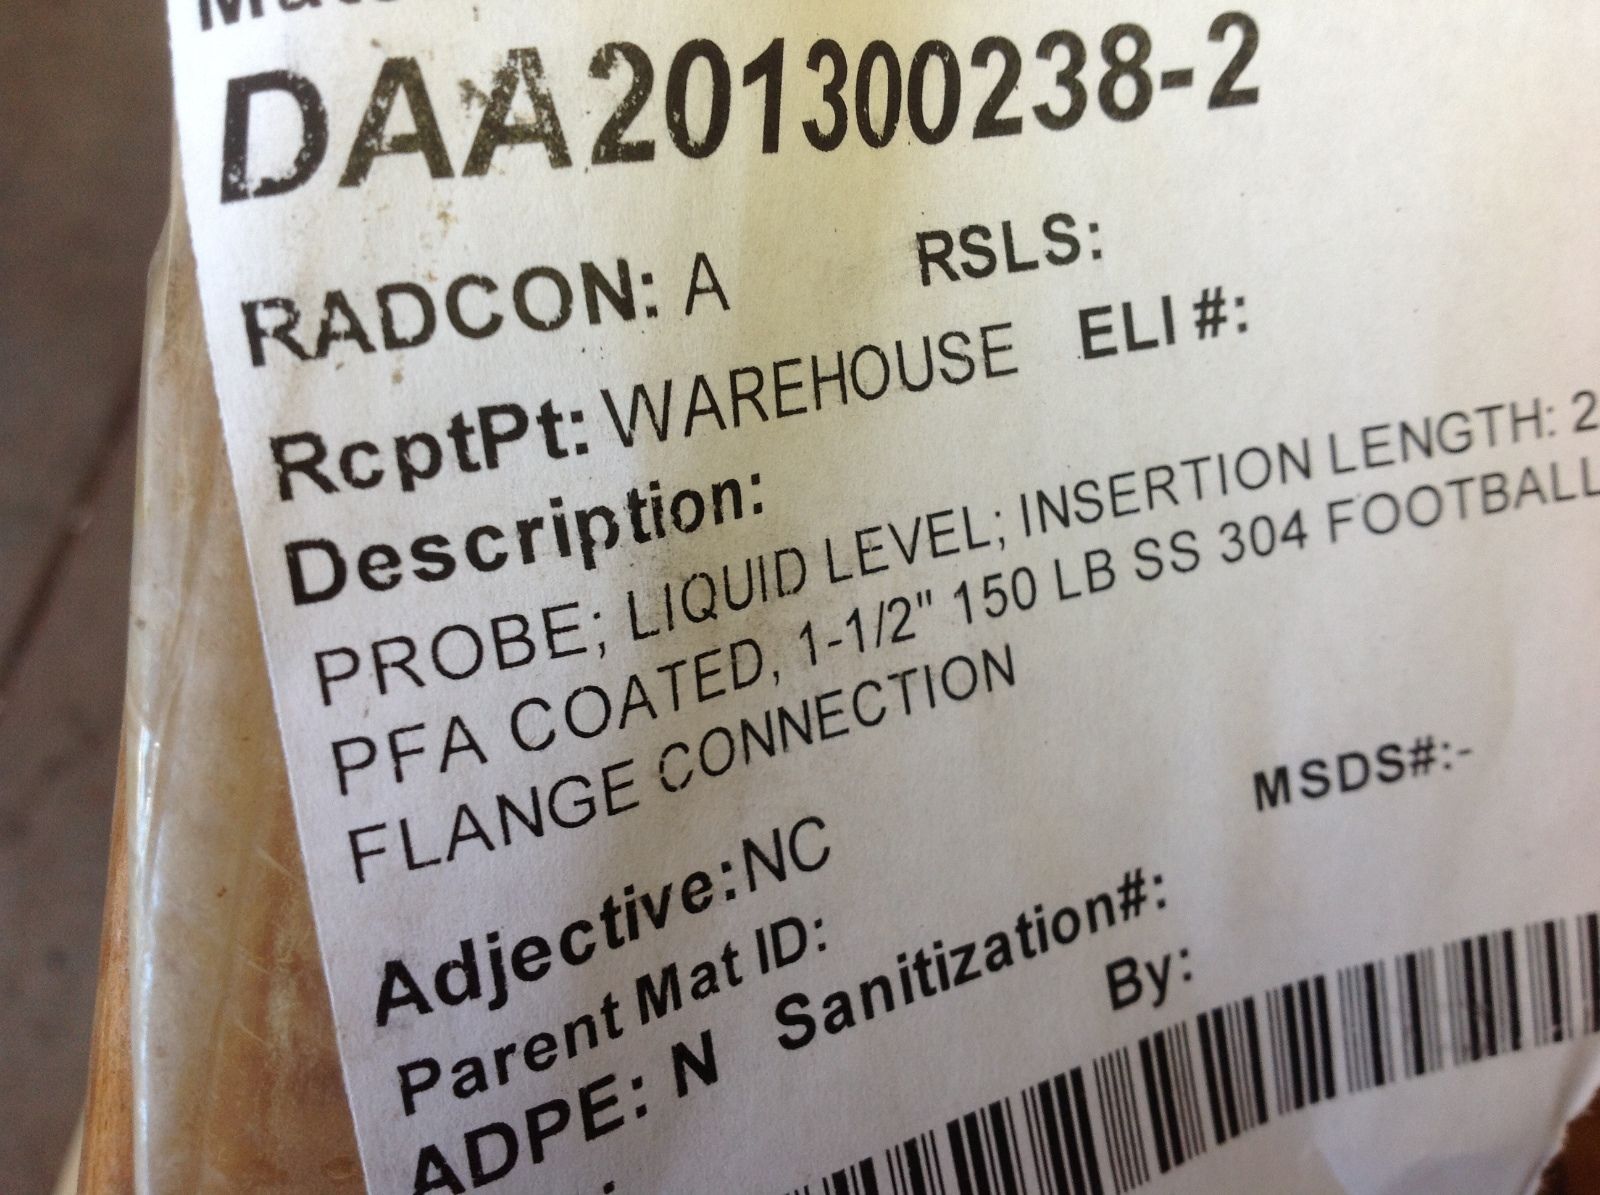 DAA201300238-2
RADCON: A RSLS:
RcptPt: WAREHOUSE ELI #:
Description:
PROBE; LIQUID LEVEL; INSERTION LENGTH: 2
PFA COATED, 1-1/2" 150 LB SS 304 FOOTBALL
FLANGE CONNECTION
Adjective:NC MSDS#:-
Parent Mat ID:
ADPE: N Sanitization#:
By: